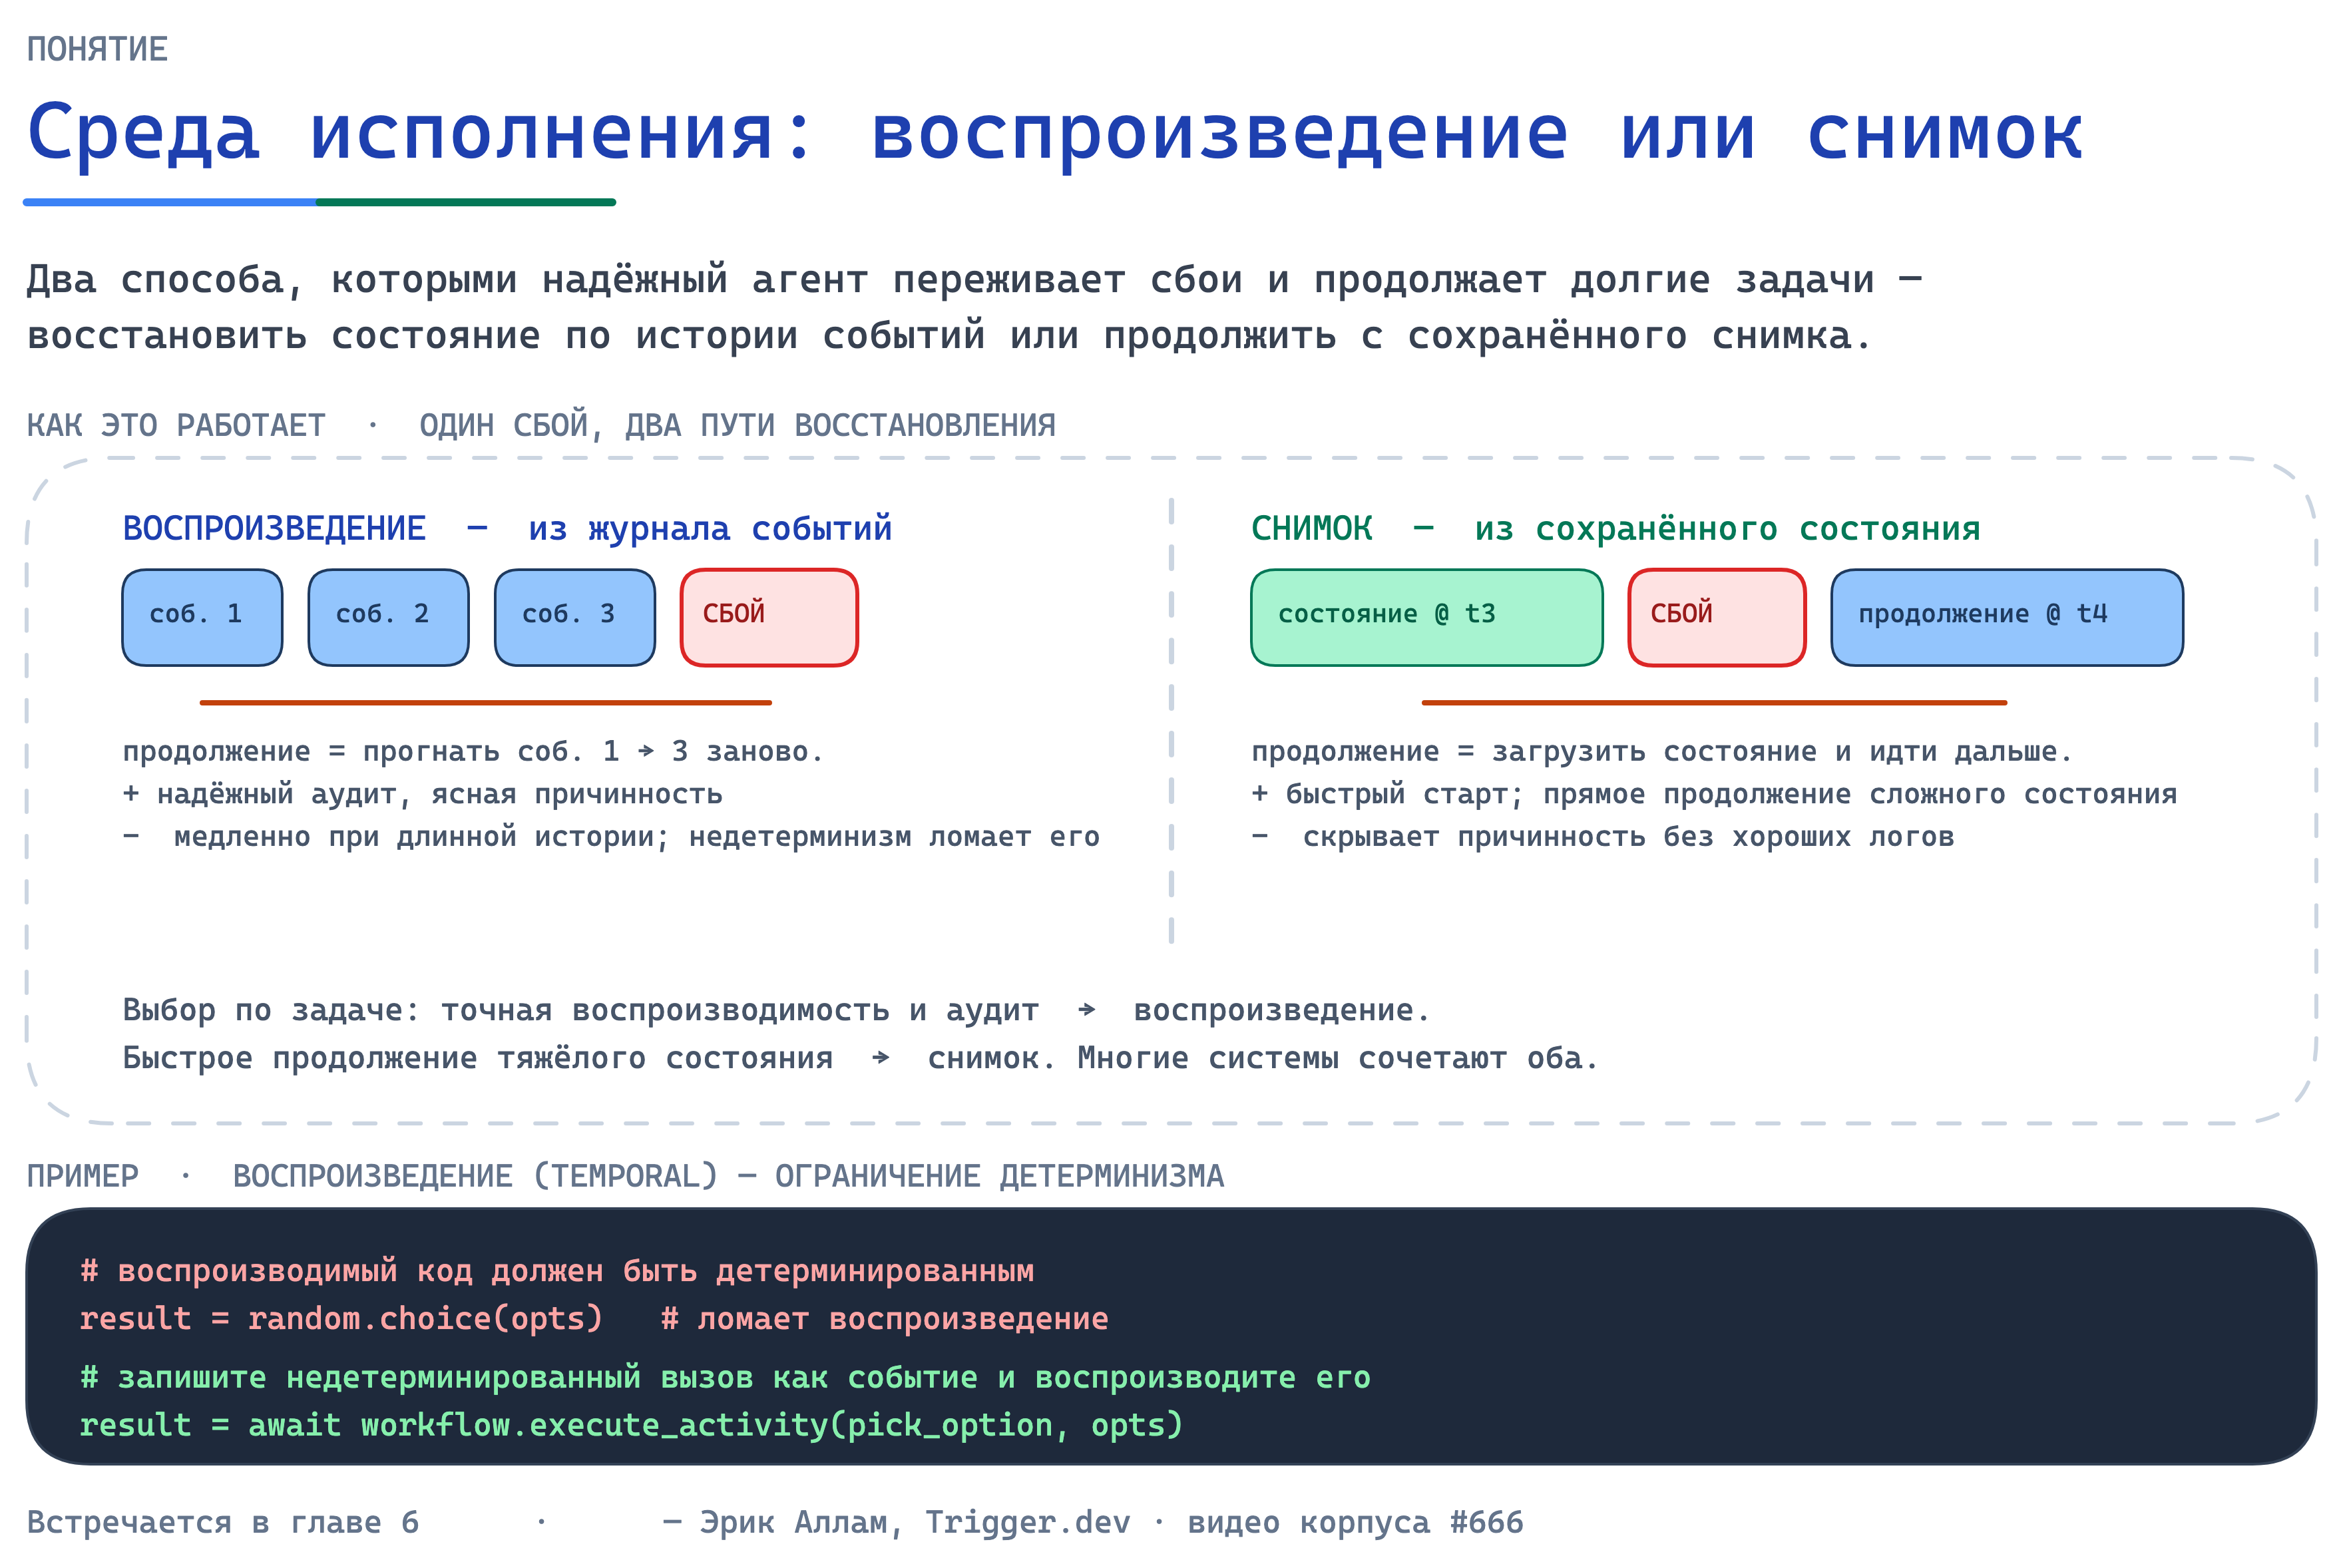 ПОНЯТИЕ
Среда исполнения: воспроизведение или снимок
Два способа, которыми надёжный агент переживает сбои и продолжает долгие задачи —
восстановить состояние по истории событий или продолжить с сохранённого снимка.
КАК ЭТО РАБОТАЕТ · ОДИН СБОЙ, ДВА ПУТИ ВОССТАНОВЛЕНИЯ
ВОСПРОИЗВЕДЕНИЕ — из журнала событий
соб. 1
соб. 2
соб. 3
СБОЙ
продолжение = прогнать соб. 1 → 3 заново.
+ надёжный аудит, ясная причинность
− медленно при длинной истории; недетерминизм ломает его
СНИМОК — из сохранённого состояния
состояние @ t3
СБОЙ
продолжение @ t4
продолжение = загрузить состояние и идти дальше.
+ быстрый старт; прямое продолжение сложного состояния
− скрывает причинность без хороших логов
Выбор по задаче: точная воспроизводимость и аудит → воспроизведение.
Быстрое продолжение тяжёлого состояния → снимок. Многие системы сочетают оба.
ПРИМЕР · ВОСПРОИЗВЕДЕНИЕ (TEMPORAL) — ОГРАНИЧЕНИЕ ДЕТЕРМИНИЗМА
# воспроизводимый код должен быть детерминированным
result = random.choice(opts) # ломает воспроизведение
# запишите недетерминированный вызов как событие и воспроизводите его
result = await workflow.execute_activity(pick_option, opts)
Встречается в главе 6 · — Эрик Аллам, Trigger.dev · видео корпуса #666